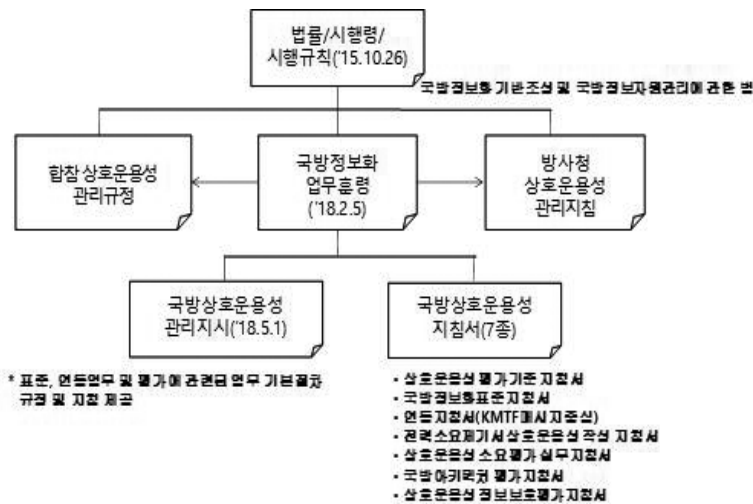 법률/시행령/
시행규칙('15.10.26)
국방정보화 기반조성 및 국방정보자원관리에 관한 법
합참 상호운용성
관리규정
국방정보화
업무훈령
('18.2.5)
방사청
상호운용성
관리지침
국방상호운용성
관리지시('18.5.1)
국방상호운용성
지침서(7종)
* 표준, 연동업무 및 평가에 관련된 업무 기본절차
규정 및 지침 제공
- 상호운용성 평가기준 지침서
- 국방정보화표준지침서
- 연동지침서(KMTF메시지중심)
- 전력소요제기서 상호운용성 작성 지침서
- 상호운용성 소요평가 실무지침서
- 국방아키텍처 평가지침서
- 상호운용성 정보보호평가지침서